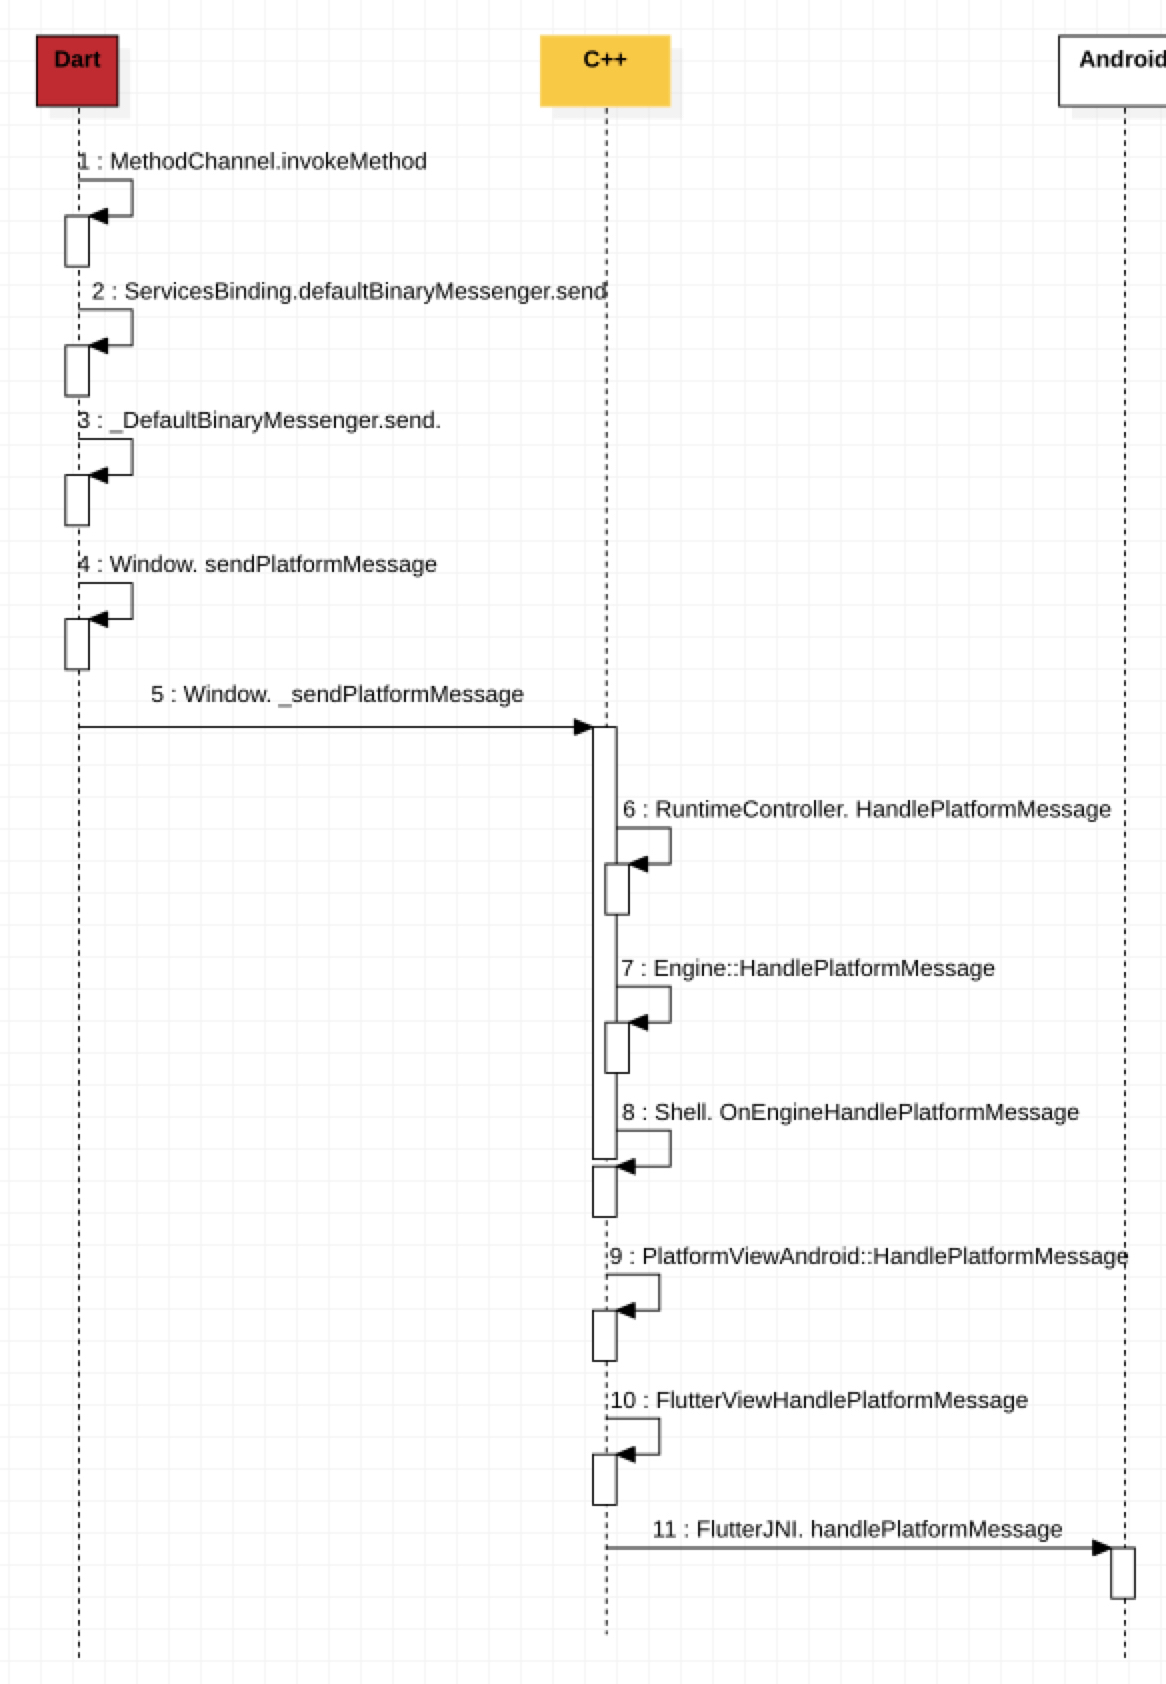 Dart
C++
Android
1 : MethodChannel.invokeMethod
2 : ServicesBinding.defaultBinaryMessenger.send
3 : _DefaultBinaryMessenger.send.
4 : Window. sendPlatformMessage
5 : Window. _sendPlatformMessage
6 : RuntimeController. HandlePlatformMessage
7 : Engine::HandlePlatformMessage
8 : Shell. OnEngineHandlePlatformMessage
9 : PlatformViewAndroid::HandlePlatformMessage
10 : FlutterViewHandlePlatformMessage
11 : FlutterJNI. handlePlatformMessage